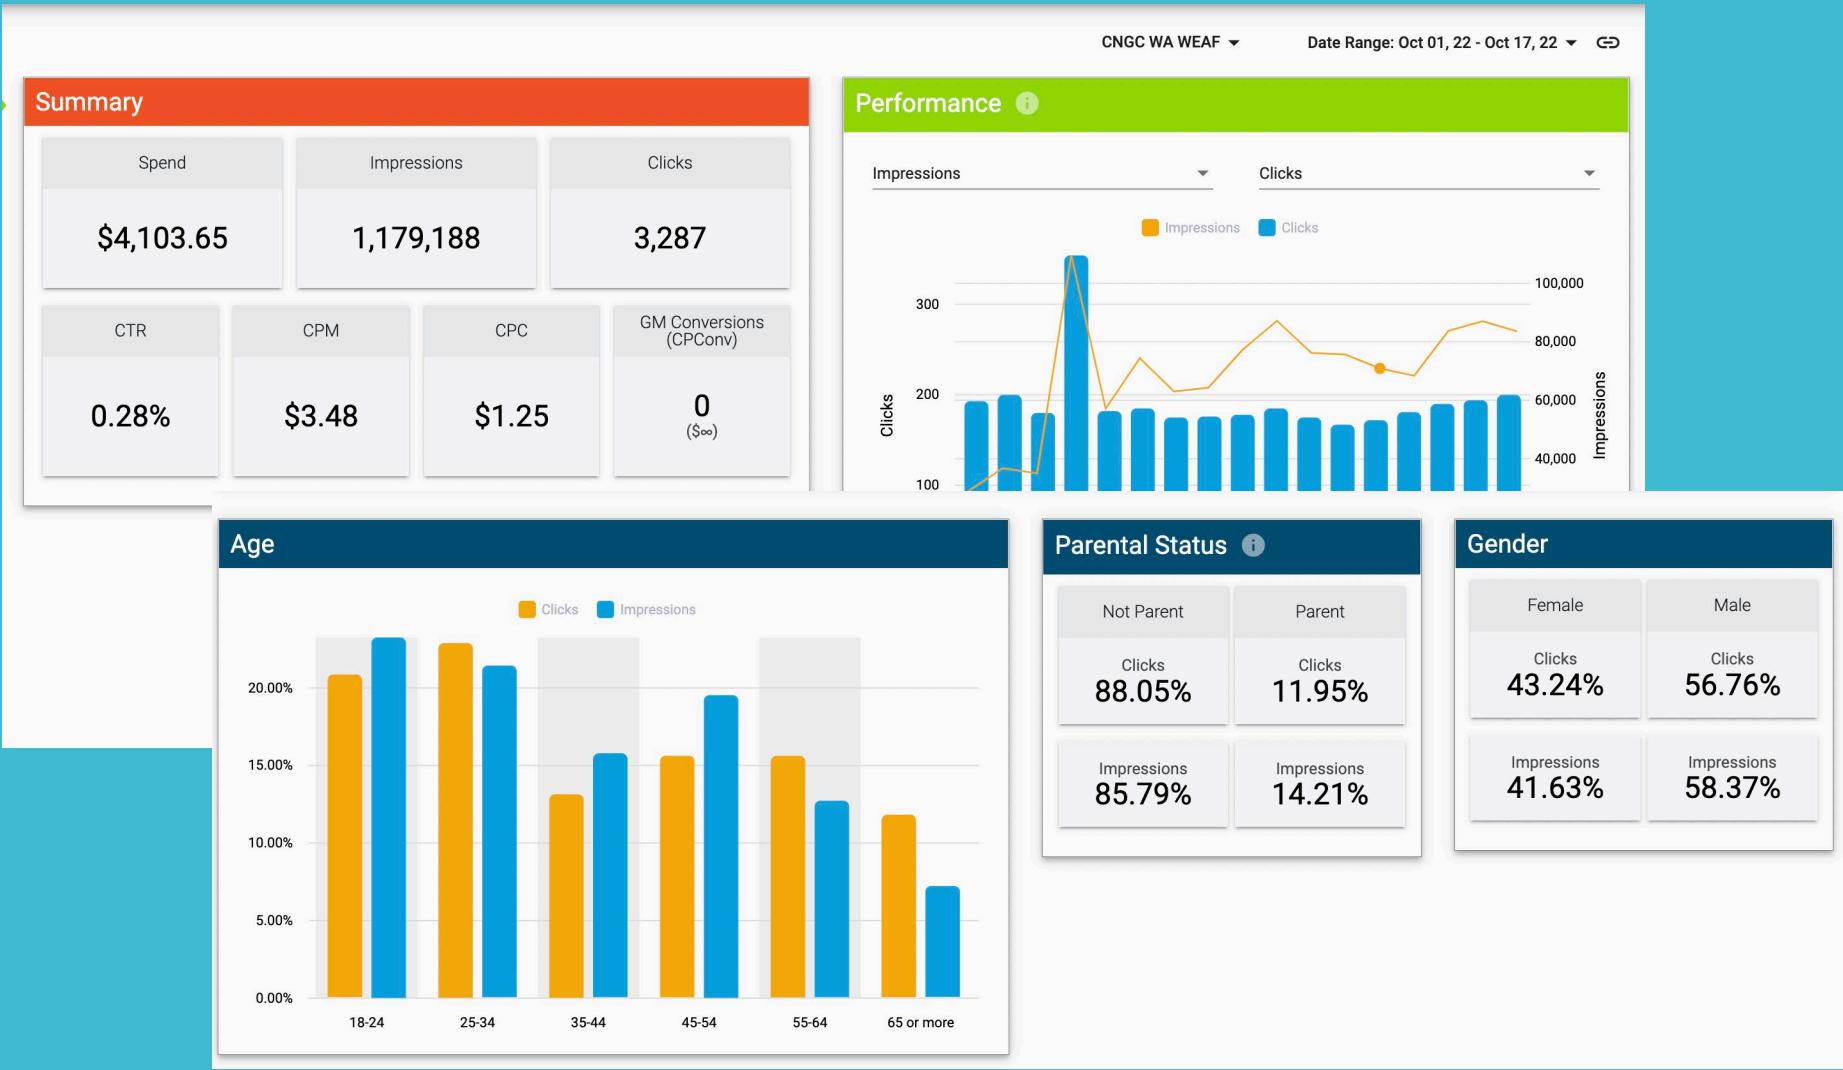 CNGC WA WEAF
Date Range: Oct 01, 22 - Oct 17, 22
Summary
Spend
Impressions
Clicks
$4,103.65
1,179,188
3,287
CTR
CPM
CPC
GM Conversions
(CPConv)
0.28%
$3.48
$1.25
0
($∞)
Performance
Impressions
Clicks
Impressions
Clicks
300
200
100
Clicks
100,000
80,000
60,000
40,000
Impressions
Age
Clicks
Impressions
20.00%
15.00%
10.00%
5.00%
0.00%
18-24
25-34
35-44
45-54
55-64
65 or more
Parental Status
Not Parent
Parent
Clicks
88.05%
Clicks
11.95%
Impressions
85.79%
Impressions
14.21%
Gender
Female
Male
Clicks
43.24%
Clicks
56.76%
Impressions
41.63%
Impressions
58.37%